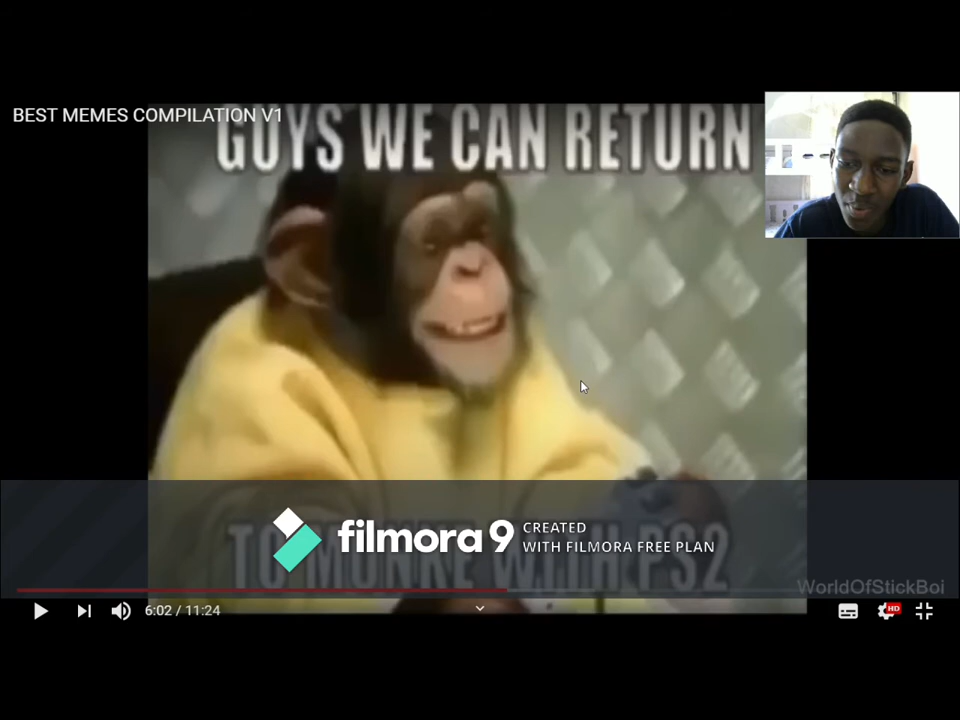 BEST MEMES COMPILATION V1
GUYS WE CAN RETURN
TO MONKE WITH PS2
filmora 9 CREATED
WITH FILMORA FREE PLAN
WorldOfStickBoi
6:02 / 11:24
HD